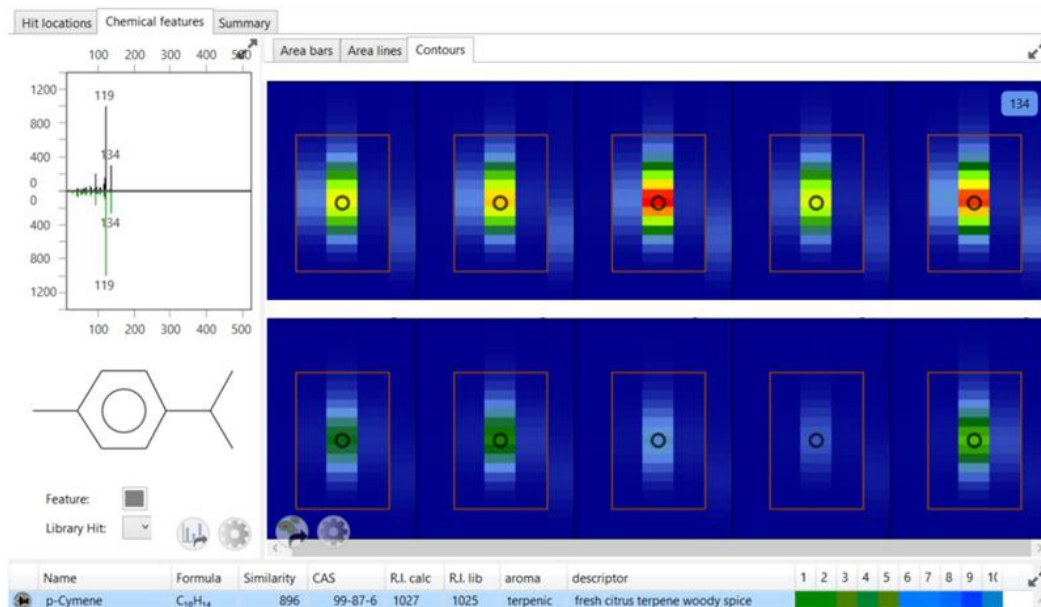 Hit locations Chemical features Summary
Area bars Area lines Contours
100 200 300 400 500
1200
800
400
0
0
400
800
1200
119
134
134
119
100 200 300 400 500
134
Feature:
Library Hit:
Name Formula Similarity CAS R.I. calc R.I. lib aroma descriptor 1 2 3 4 5 6 7 8 9 10
p-Cymene C₁₀H₁₄ 896 99-87-6 1027 1025 terpenic fresh citrus terpene woody spice